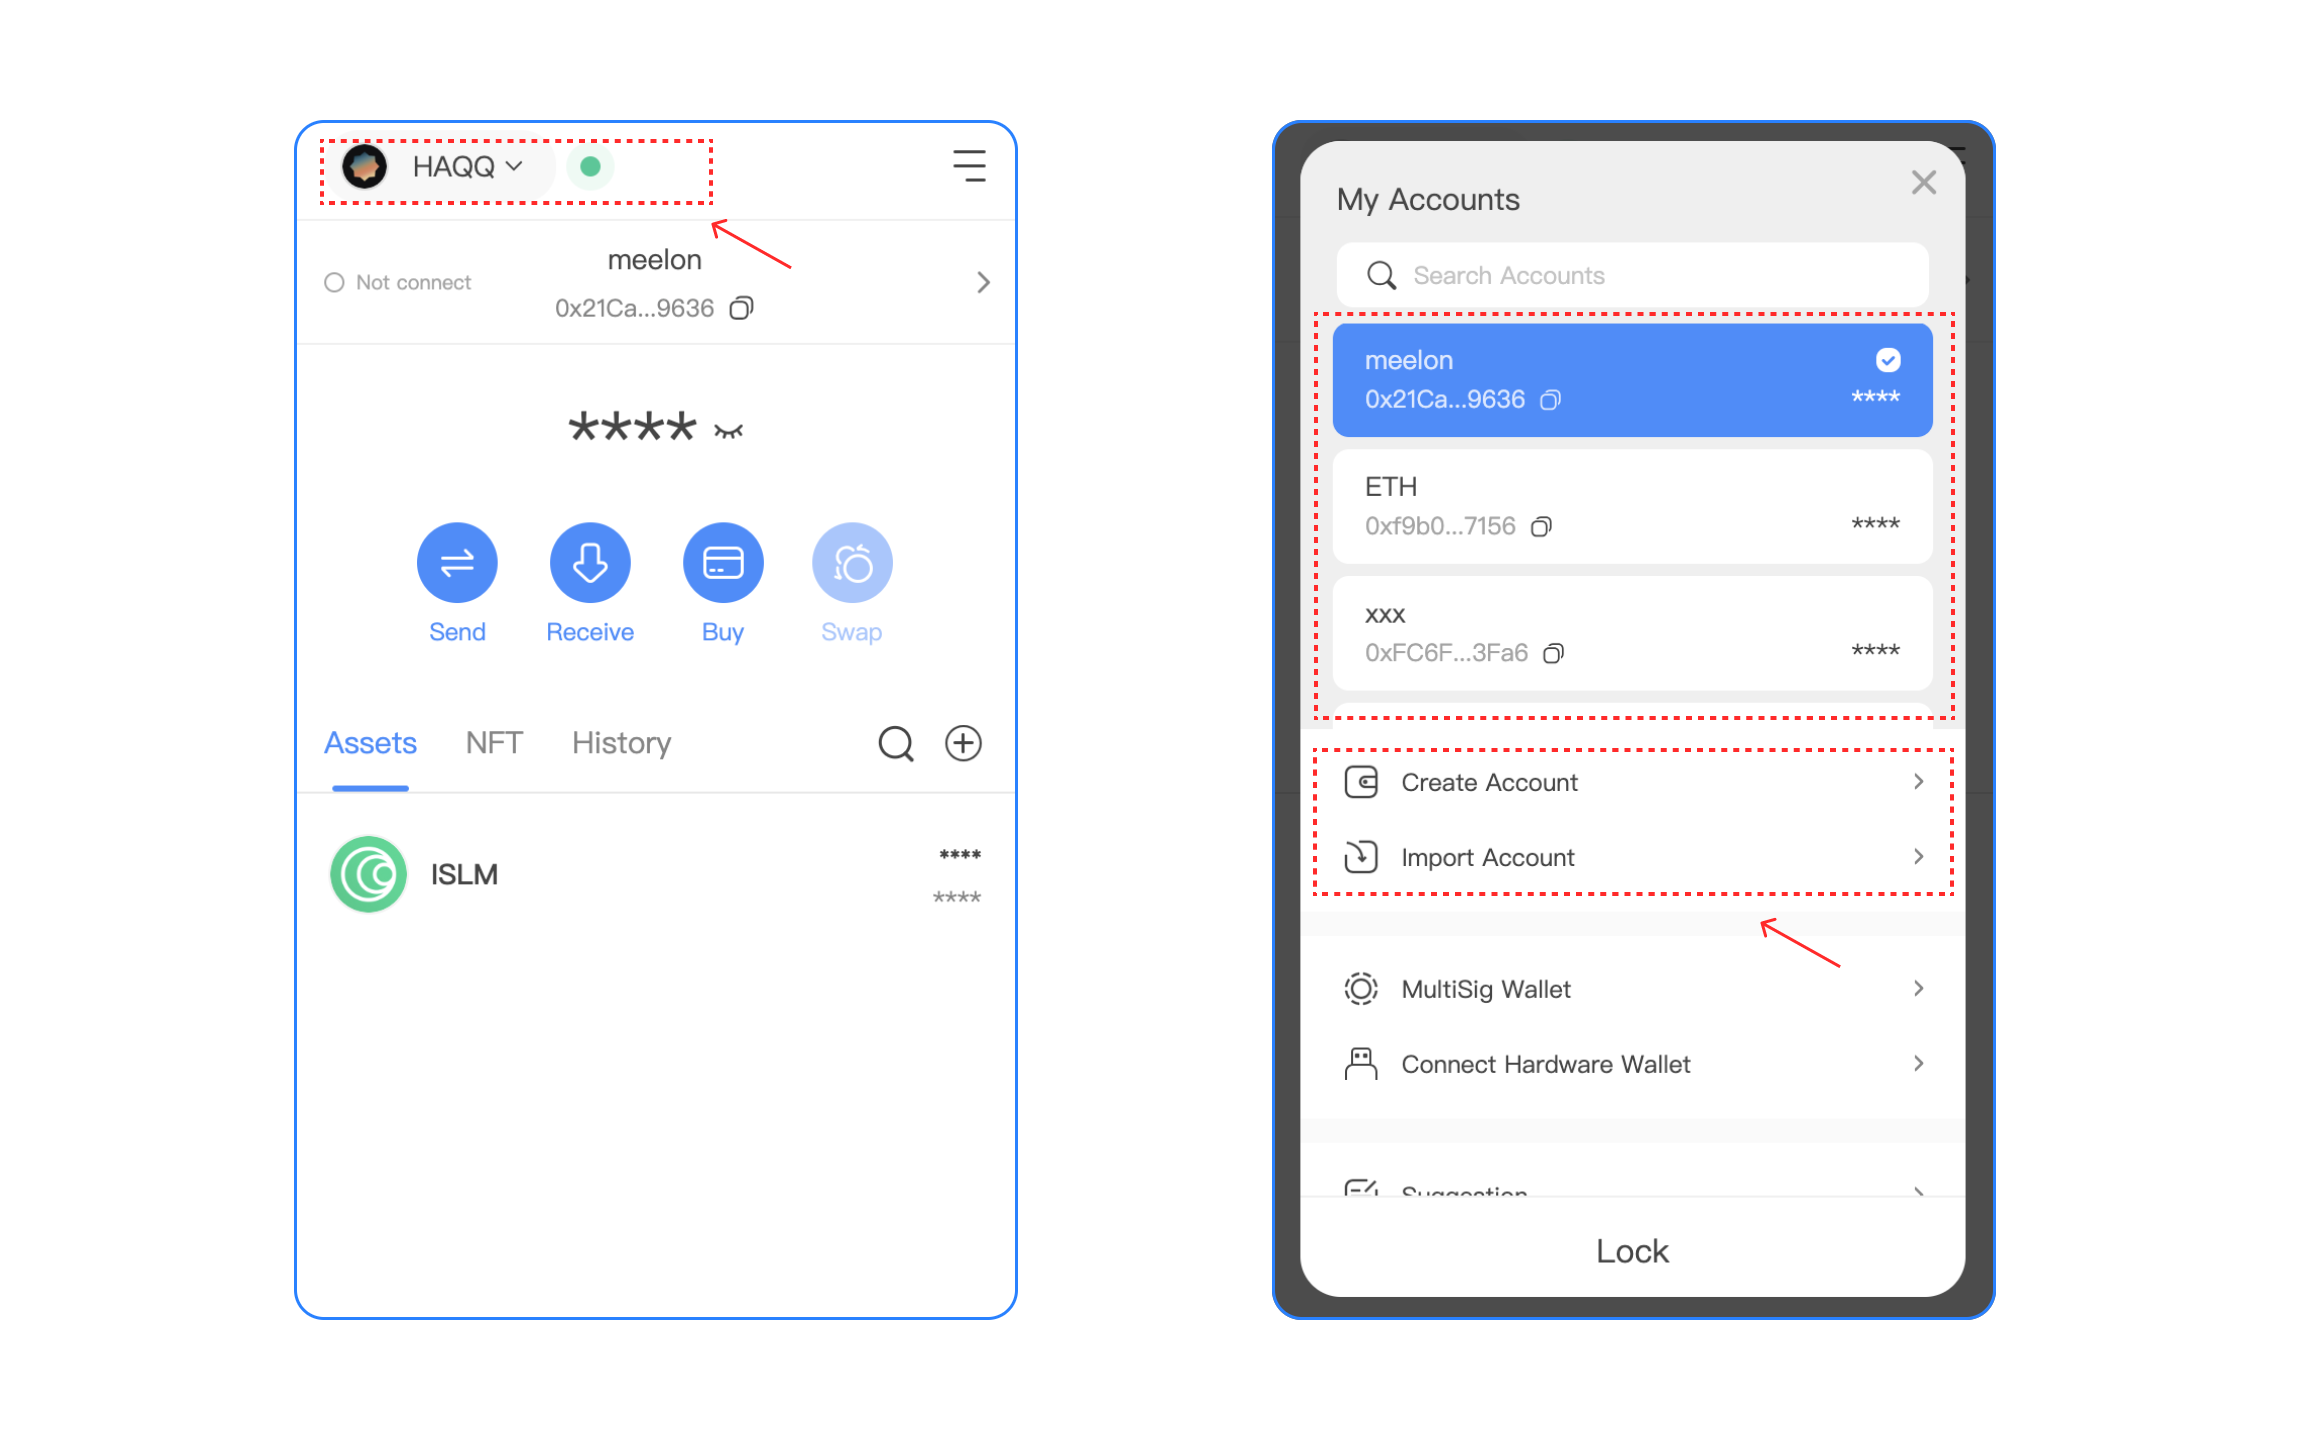 HAQQ
Not connect
meelon
0x21Ca...9636
****
Send Receive Buy Swap
Assets NFT History
ISLM
****
****
My Accounts
Search Accounts
meelon
0x21Ca...9636 ****
ETH
0xf9b0...7156 ****
xxx
0xFC6F...3Fa6 ****
Create Account
Import Account
MultiSig Wallet
Connect Hardware Wallet
Suggestion
Lock